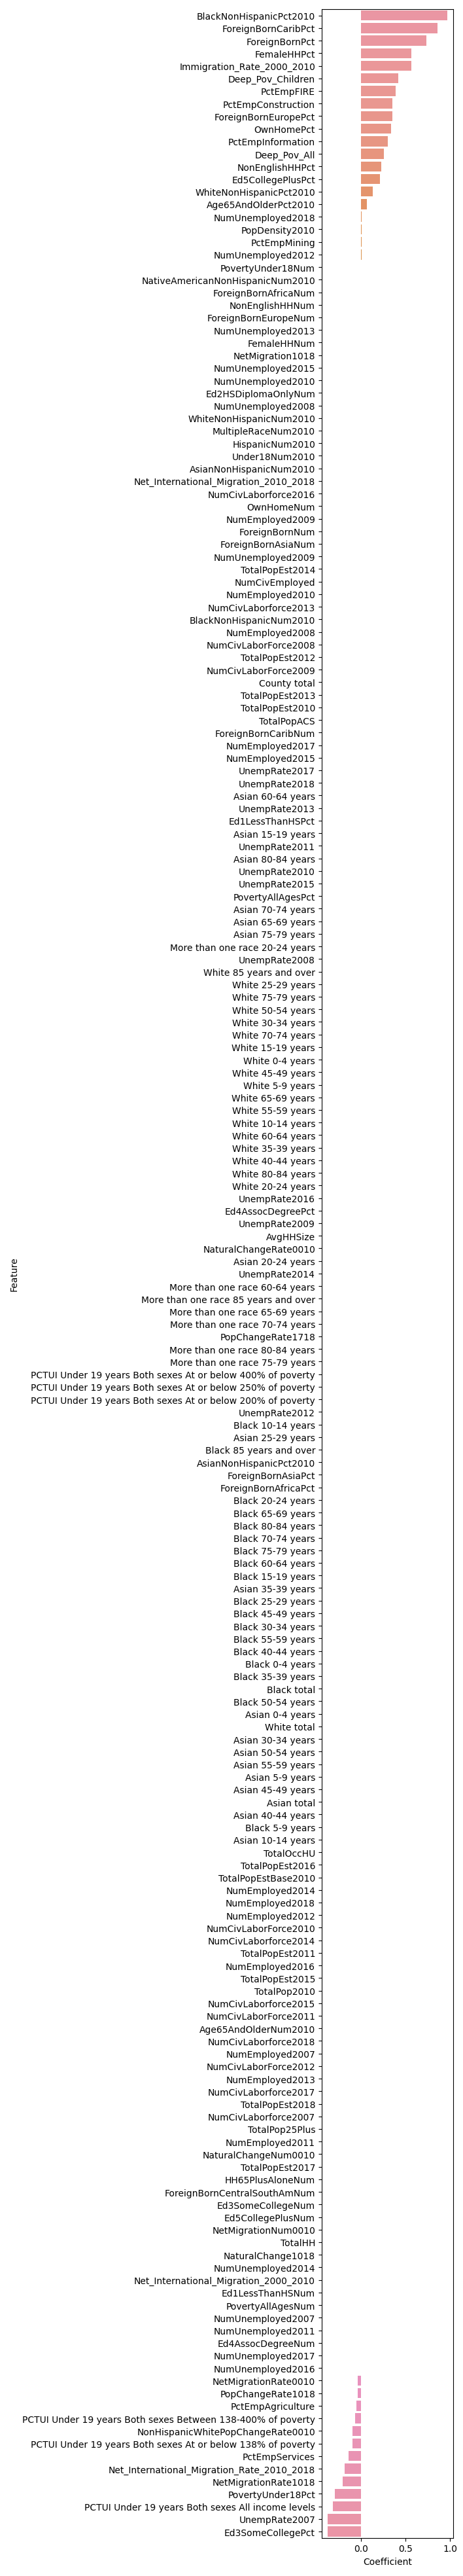 BlackNonHispanicPct2010
ForeignBornCaribPct
ForeignBornPct
FemaleHHPct
Immigration_Rate_2000_2010
Deep_Pov_Children
PctEmpFIRE
PctEmpConstruction
ForeignBornEuropePct
OwnHomePct
PctEmpInformation
Deep_Pov_All
NonEnglishHHPct
Ed5CollegePlusPct
WhiteNonHispanicPct2010
Age65AndOlderPct2010
NumUnemployed2018
PopDensity2010
PctEmpMining
NumUnemployed2012
PovertyUnder18Num
NativeAmericanNonHispanicNum2010
ForeignBornAfricaNum
NonEnglishHHNum
ForeignBornEuropeNum
NumUnemployed2013
FemaleHHNum
NetMigration1018
NumUnemployed2015
NumUnemployed2010
Ed2HSDiplomaOnlyNum
NumUnemployed2008
WhiteNonHispanicNum2010
MultipleRaceNum2010
HispanicNum2010
Under18Num2010
AsianNonHispanicNum2010
Net_International_Migration_2010_2018
NumCivLaborforce2016
OwnHomeNum
NumEmployed2009
ForeignBornNum
ForeignBornAsiaNum
NumUnemployed2009
TotalPopEst2014
NumCivEmployed
NumEmployed2010
NumCivLaborforce2013
BlackNonHispanicNum2010
NumEmployed2008
NumCivLaborForce2008
TotalPopEst2012
NumCivLaborForce2009
County total
TotalPopEst2013
TotalPopEst2010
TotalPopACS
ForeignBornCaribNum
NumEmployed2017
NumEmployed2015
UnempRate2017
UnempRate2018
Asian 60-64 years
UnempRate2013
Ed1LessThanHSPct
Asian 15-19 years
UnempRate2011
Asian 80-84 years
UnempRate2010
UnempRate2015
PovertyAllAgesPct
Asian 70-74 years
Asian 65-69 years
Asian 75-79 years
More than one race 20-24 years
UnempRate2008
White 85 years and over
White 25-29 years
White 75-79 years
White 50-54 years
White 30-34 years
White 70-74 years
White 15-19 years
White 0-4 years
White 45-49 years
White 5-9 years
White 65-69 years
White 55-59 years
White 10-14 years
White 60-64 years
White 35-39 years
White 40-44 years
White 80-84 years
White 20-24 years
UnempRate2016
Ed4AssocDegreePct
UnempRate2009
AvgHHSize
NaturalChangeRate0010
Asian 20-24 years
UnempRate2014
More than one race 60-64 years
More than one race 85 years and over
More than one race 65-69 years
More than one race 70-74 years
PopChangeRate1718
More than one race 80-84 years
More than one race 75-79 years
PCTUI Under 19 years Both sexes At or below 400% of poverty
PCTUI Under 19 years Both sexes At or below 250% of poverty
PCTUI Under 19 years Both sexes At or below 200% of poverty
UnempRate2012
Black 10-14 years
Asian 25-29 years
Black 85 years and over
AsianNonHispanicPct2010
ForeignBornAsiaPct
ForeignBornAfricaPct
Black 20-24 years
Black 65-69 years
Black 80-84 years
Black 70-74 years
Black 75-79 years
Black 60-64 years
Black 15-19 years
Asian 35-39 years
Black 25-29 years
Black 45-49 years
Black 30-34 years
Black 55-59 years
Black 40-44 years
Black 0-4 years
Black 35-39 years
Black total
Black 50-54 years
Asian 0-4 years
White total
Asian 30-34 years
Asian 50-54 years
Asian 55-59 years
Asian 5-9 years
Asian 45-49 years
Asian total
Asian 40-44 years
Black 5-9 years
Asian 10-14 years
TotalOccHU
TotalPopEst2016
TotalPopEstBase2010
NumEmployed2014
NumEmployed2018
NumEmployed2012
NumCivLaborForce2010
NumCivLaborforce2014
TotalPopEst2011
NumEmployed2016
TotalPopEst2015
TotalPop2010
NumCivLaborforce2015
NumCivLaborForce2011
Age65AndOlderNum2010
NumCivLaborforce2018
NumEmployed2007
NumCivLaborForce2012
NumEmployed2013
NumCivLaborforce2017
TotalPopEst2018
NumCivLaborforce2007
TotalPop25Plus
NumEmployed2011
NaturalChangeNum0010
TotalPopEst2017
HH65PlusAloneNum
ForeignBornCentralSouthAmNum
Ed3SomeCollegeNum
Ed5CollegePlusNum
NetMigrationNum0010
TotalHH
NaturalChange1018
NumUnemployed2014
Net_International_Migration_2000_2010
Ed1LessThanHSNum
PovertyAllAgesNum
NumUnemployed2007
NumUnemployed2011
Ed4AssocDegreeNum
NumUnemployed2017
NumUnemployed2016
NetMigrationRate0010
PopChangeRate1018
PctEmpAgriculture
PCTUI Under 19 years Both sexes Between 138-400% of poverty
NonHispanicWhitePopChangeRate0010
PCTUI Under 19 years Both sexes At or below 138% of poverty
PctEmpServices
Net_International_Migration_Rate_2010_2018
NetMigrationRate1018
PovertyUnder18Pct
PCTUI Under 19 years Both sexes All income levels
UnempRate2007
Ed3SomeCollegePct
Feature
0.0 0.5 1.0
Coefficient